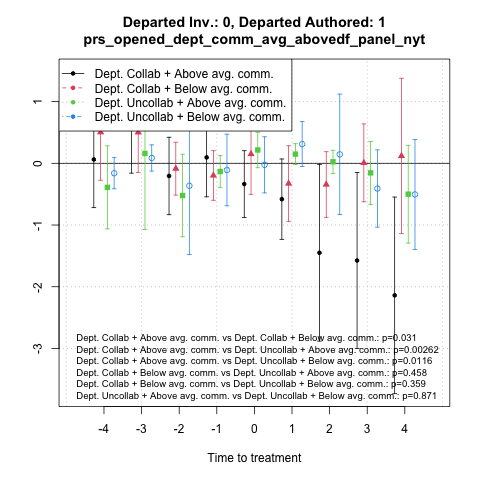 Departed Inv.: 0, Departed Authored: 1
prs_opened_dept_comm_avg_abovedf_panel_nyt
Dept. Collab + Above avg. comm.
Dept. Collab + Below avg. comm.
Dept. Uncollab + Above avg. comm.
Dept. Uncollab + Below avg. comm.
1
0
-1
-2
-3
Dept. Collab + Above avg. comm. vs Dept. Collab + Below avg. comm.: p=0.031
Dept. Collab + Above avg. comm. vs Dept. Uncollab + Above avg. comm.: p=0.00262
Dept. Collab + Above avg. comm. vs Dept. Uncollab + Below avg. comm.: p=0.0116
Dept. Collab + Below avg. comm. vs Dept. Uncollab + Above avg. comm.: p=0.458
Dept. Collab + Below avg. comm. vs Dept. Uncollab + Below avg. comm.: p=0.359
Dept. Uncollab + Above avg. comm. vs Dept. Uncollab + Below avg. comm.: p=0.871
-4 -3 -2 -1 0 1 2 3 4
Time to treatment